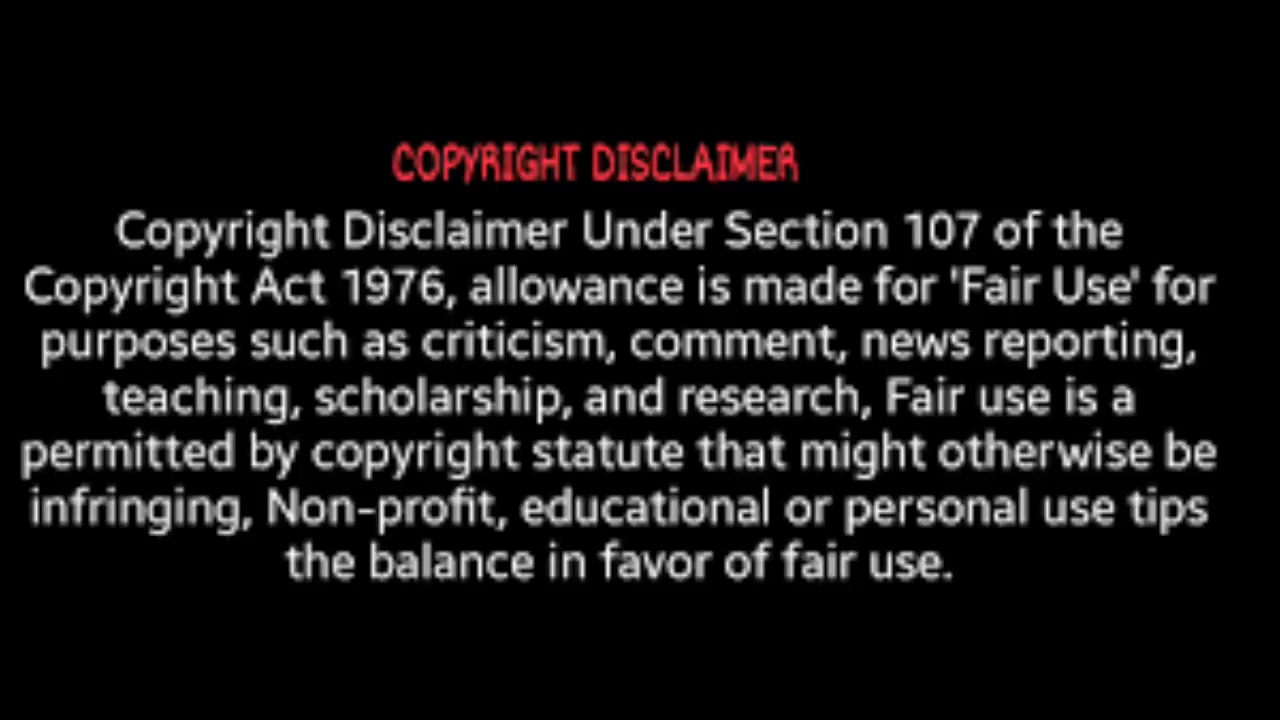 COPYRIGHT DISCLAIMER
Copyright Disclaimer Under Section 107 of the
Copyright Act 1976, allowance is made for 'Fair Use' for
purposes such as criticism, comment, news reporting,
teaching, scholarship, and research, Fair use is a
permitted by copyright statute that might otherwise be
infringing, Non-profit, educational or personal use tips
the balance in favor of fair use.